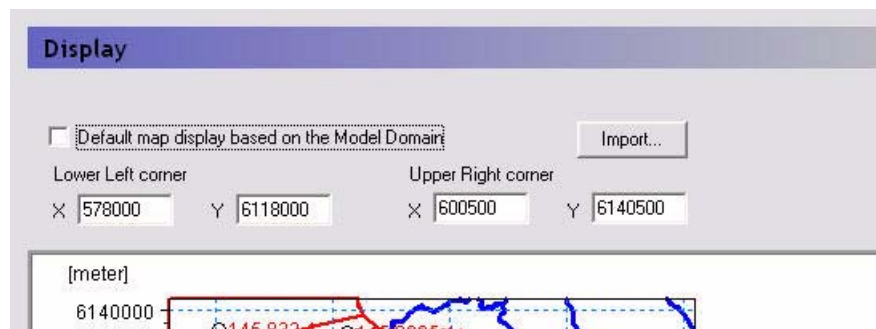 Display
Default map display based on the Model Domain
Import...
Lower Left corner
Upper Right corner
X 578000 Y 6118000 X 600500 Y 6140500
[meter]
6140000